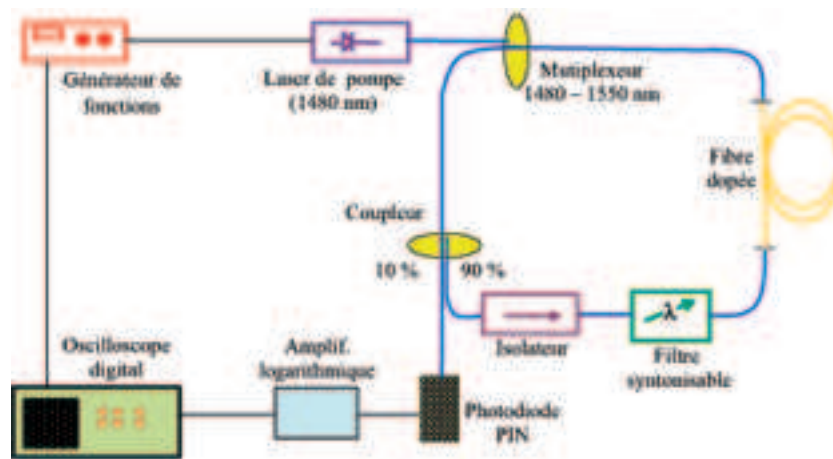 Générateur de
fonctions
Laser de pompe
(1480 nm)
Mutiplexeur
1480 – 1550 nm
Fibre
dopée
Coupleur
10 % 90 %
Isolateur
λ
Filtre
syntonisable
Oscilloscope
digital
Amplif.
logarithmique
Photodiode
PIN